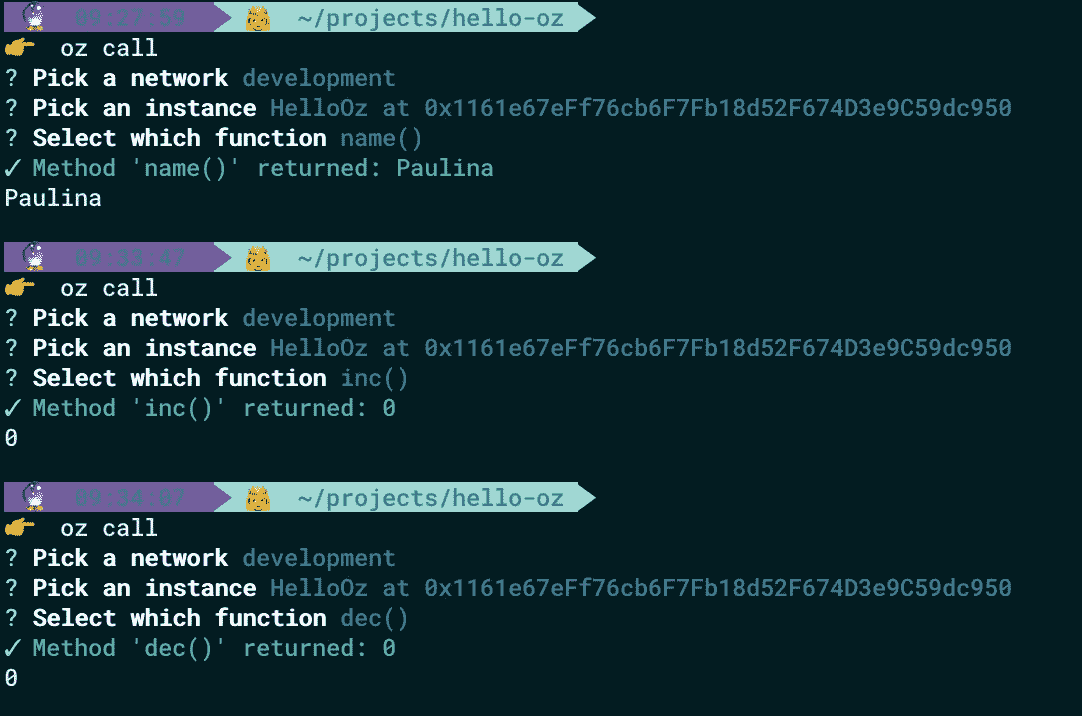 ~/projects/hello-oz
oz call
? Pick a network development
? Pick an instance HelloOz at 0x1161e67eFf76cb6F7Fb18d52F674D3e9C59dc950
? Select which function name()
✓ Method 'name()' returned: Paulina
Paulina
~/projects/hello-oz
oz call
? Pick a network development
? Pick an instance HelloOz at 0x1161e67eFf76cb6F7Fb18d52F674D3e9C59dc950
? Select which function inc()
✓ Method 'inc()' returned: 0
0
~/projects/hello-oz
oz call
? Pick a network development
? Pick an instance HelloOz at 0x1161e67eFf76cb6F7Fb18d52F674D3e9C59dc950
? Select which function dec()
✓ Method 'dec()' returned: 0
0